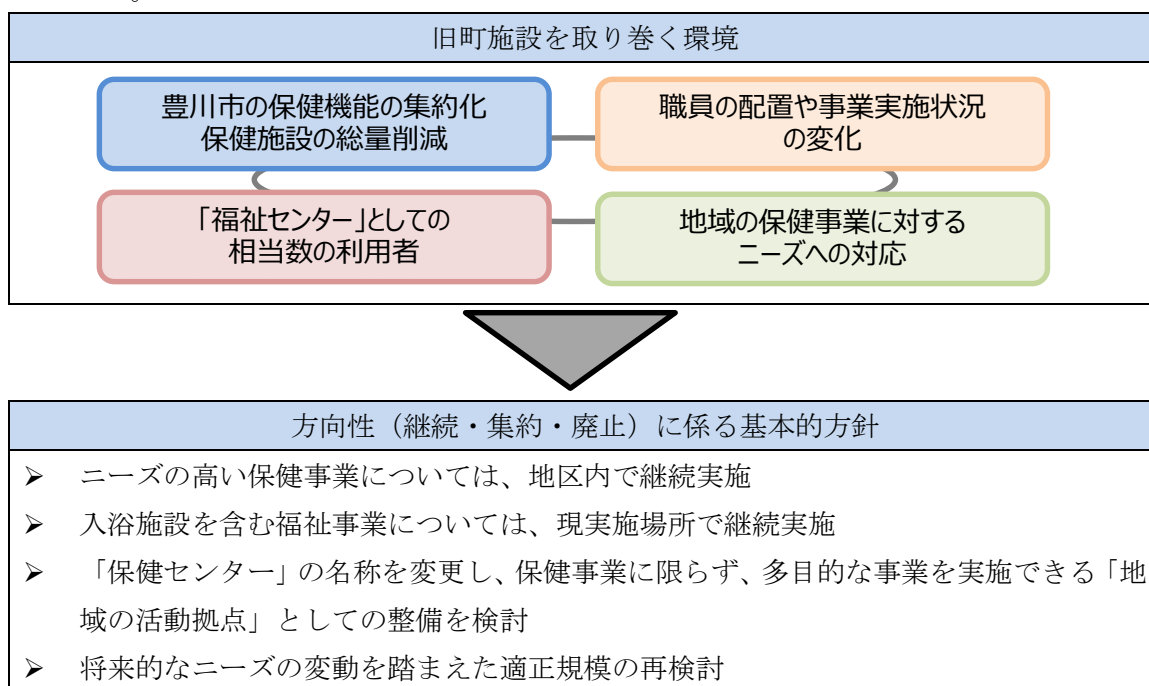 旧町施設を取り巻く環境
豊川市の保健機能の集約化
保健施設の総量削減
職員の配置や事業実施状況
の変化
「福祉センター」としての
相当数の利用者
地域の保健事業に対する
ニーズへの対応
方向性（継続・集約・廃止）に係る基本的方針
➢ ニーズの高い保健事業については、地区内で継続実施
➢ 入浴施設を含む福祉事業については、現実施場所で継続実施
➢ 「保健センター」の名称を変更し、保健事業に限らず、多目的な事業を実施できる「地
域の活動拠点」としての整備を検討
➢ 将来的なニーズの変動を踏まえた適正規模の再検討